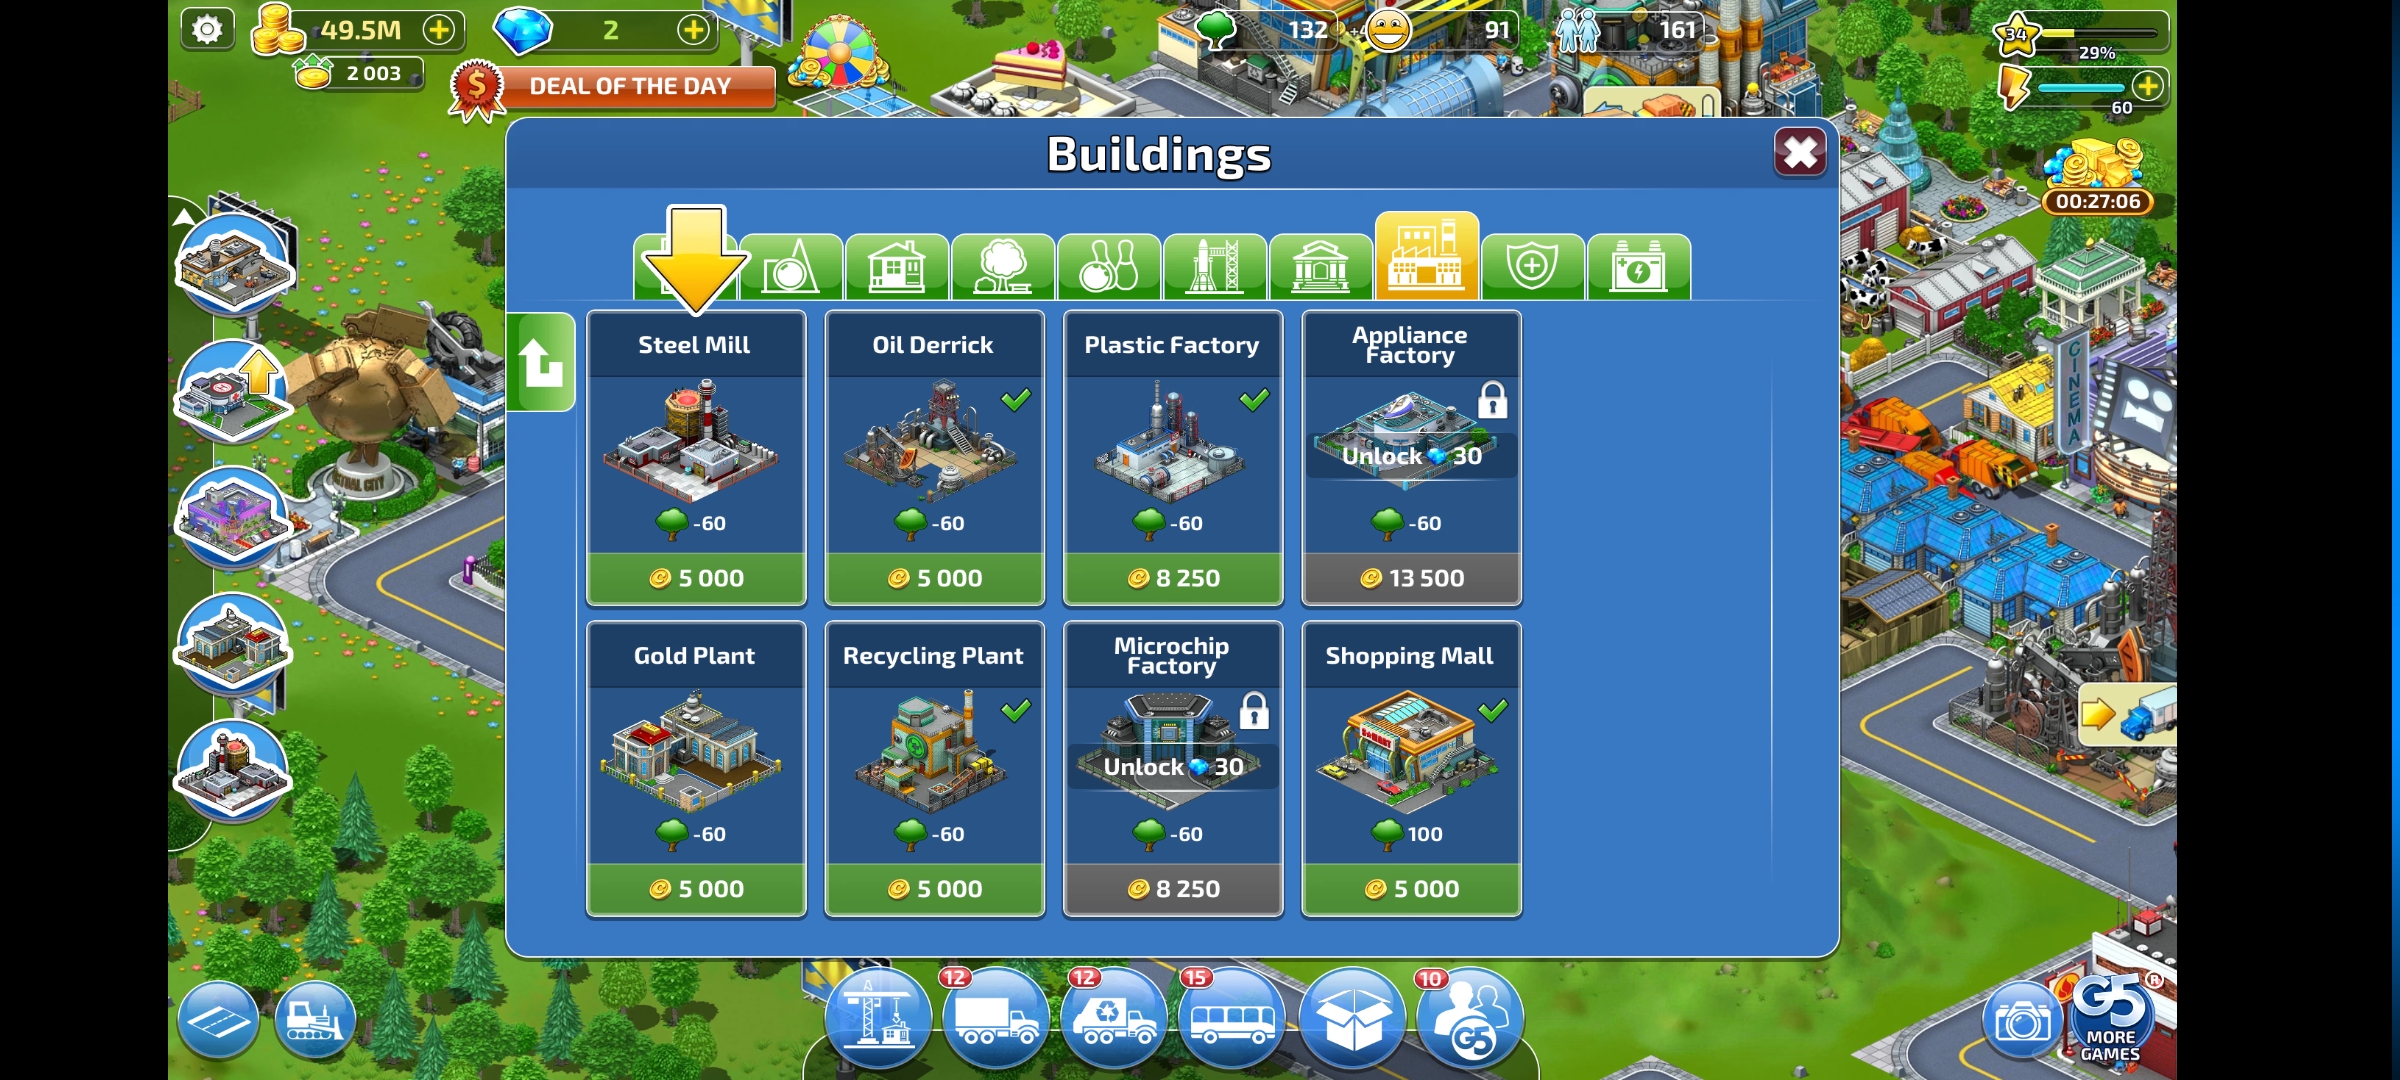 49.5M
2
132
91
161
34
29%
2 003
DEAL OF THE DAY
60
Buildings
00:27:06
Steel Mill
Oil Derrick
Plastic Factory
Appliance
Factory
Unlock 30
-60
-60
-60
-60
5 000
5 000
8 250
13 500
Gold Plant
Recycling Plant
Microchip
Factory
Shopping Mall
Unlock 30
-60
-60
-60
100
5 000
5 000
8 250
5 000
CINEMA
12
12
15
10
G5
G5
®
MORE
GAMES